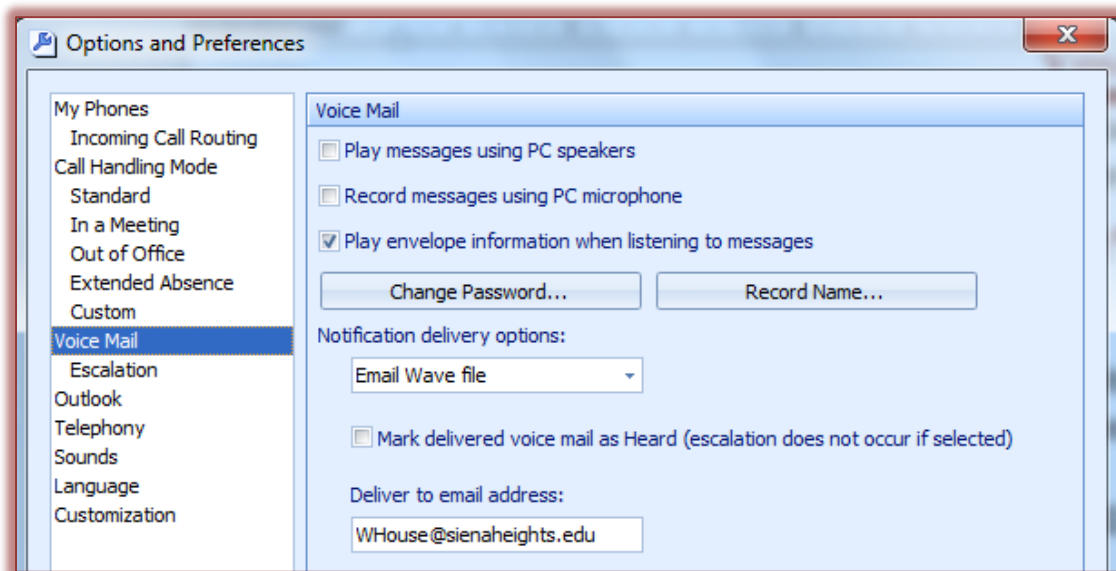 Options and Preferences
X
My Phones
Incoming Call Routing
Call Handling Mode
Standard
In a Meeting
Out of Office
Extended Absence
Custom
Voice Mail
Escalation
Outlook
Telephony
Sounds
Language
Customization
Voice Mail
Play messages using PC speakers
Record messages using PC microphone
Play envelope information when listening to messages
Change Password... Record Name...
Notification delivery options:
Email Wave file
Mark delivered voice mail as Heard (escalation does not occur if selected)
Deliver to email address:
WHouse@sienaheights.edu